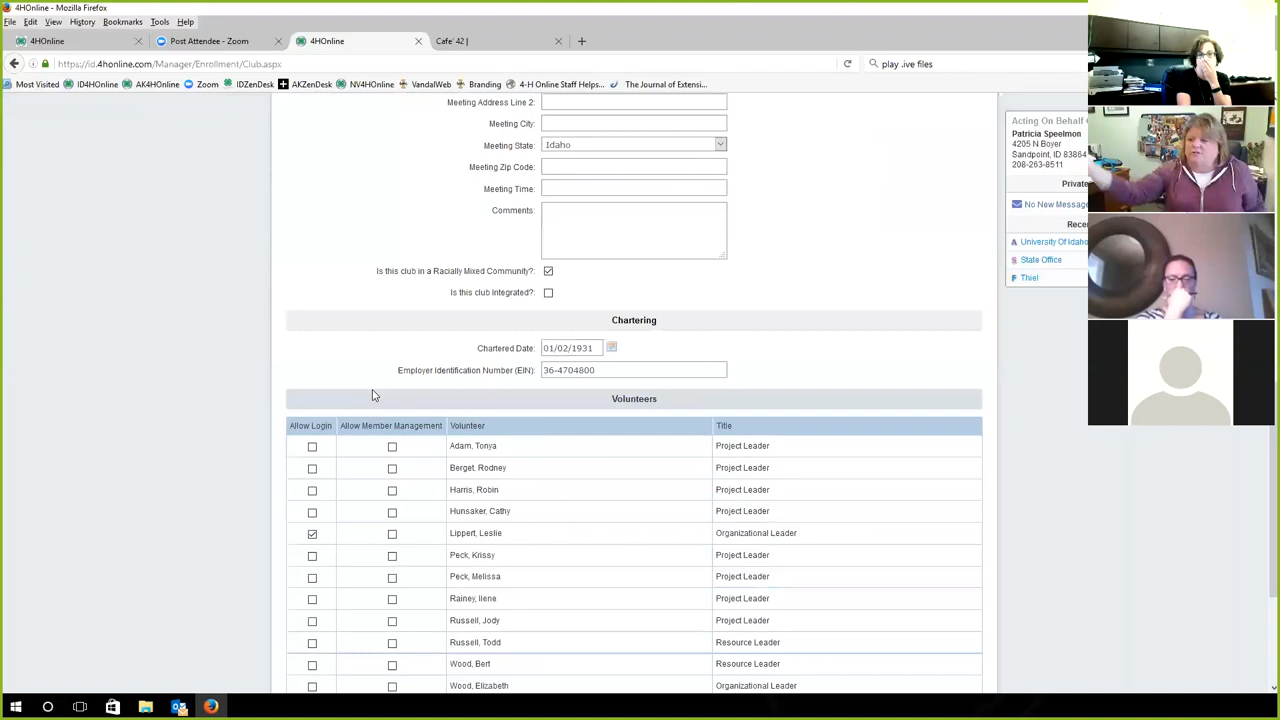 4HOnline - Mozilla Firefox
File Edit View History Bookmarks Tools Help
4HOnline Post Attendee - Zoom 4HOnline Cafe' 42 |
https://id.4honline.com/Manager/Enrollment/Club.aspx play .ive files
Most Visited ID4HOnline AK4HOnline Zoom IDZenDesk AKZenDesk NV4HOnline VandalWeb Branding 4-H Online Staff Helps... The Journal of Extensi...
Meeting Address Line 2:
Meeting City:
Meeting State: Idaho
Meeting Zip Code:
Meeting Time:
Comments:
Is this club in a Racially Mixed Community?:
Is this club Integrated?:
Chartering
Chartered Date: 01/02/1931
Employer Identification Number (EIN): 36-4704800
Volunteers
Allow Login Allow Member Management Volunteer Title
Adam, Tonya Project Leader
Berget, Rodney Project Leader
Harris, Robin Project Leader
Hunsaker, Cathy Project Leader
Lippert, Leslie Organizational Leader
Peck, Krissy Project Leader
Peck, Melissa Project Leader
Rainey, Ilene Project Leader
Russell, Jody Project Leader
Russell, Todd Resource Leader
Wood, Bert Resource Leader
Wood, Elizabeth Organizational Leader
Acting On Behalf
Patricia Speelmon
4205 N Boyer
Sandpoint, ID 83864
208-263-8511
Private
No New Message
Rece
University Of Idaho
State Office
Thiel